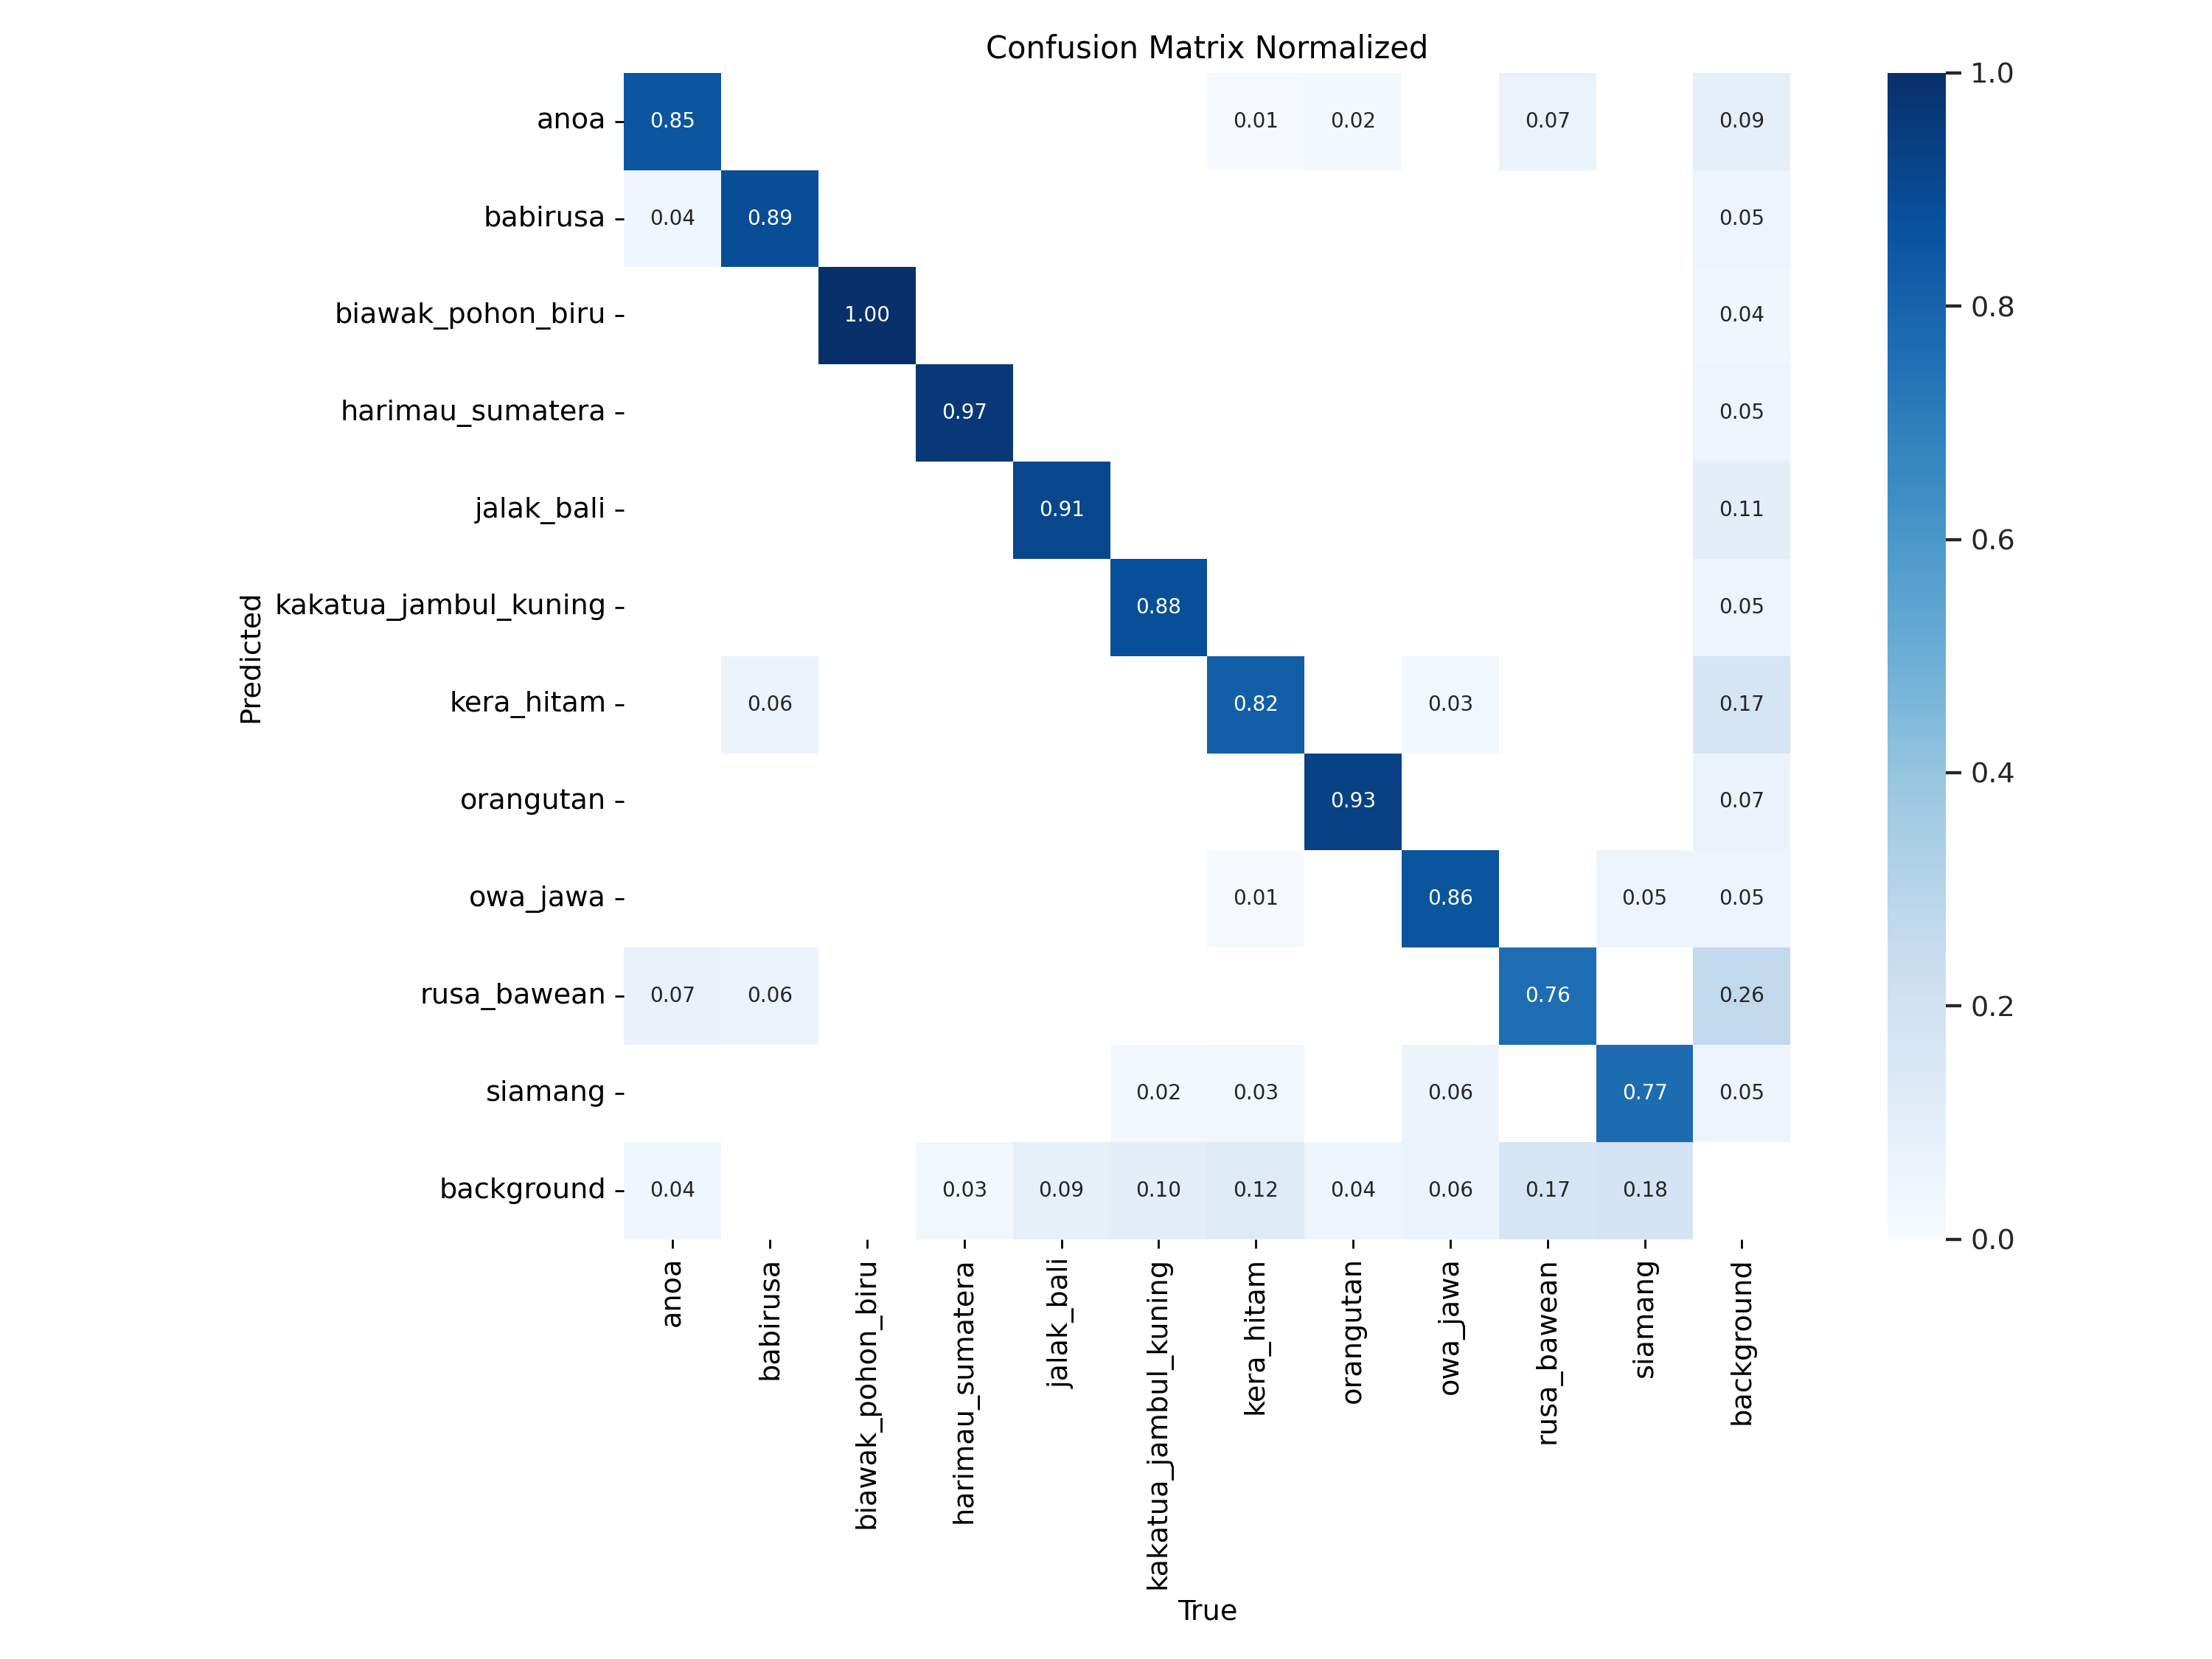 Confusion Matrix Normalized
anoa 0.85 0.01 0.02 0.07 0.09
babirusa 0.04 0.89 0.05
biawak_pohon_biru 1.00 0.04
harimau_sumatera 0.97 0.05
jalak_bali 0.91 0.11
kakatua_jambul_kuning 0.88 0.05
kera_hitam 0.06 0.82 0.03 0.17
orangutan 0.93 0.07
owa_jawa 0.01 0.86 0.05 0.05
rusa_bawean 0.07 0.06 0.76 0.26
siamang 0.02 0.03 0.06 0.77 0.05
background 0.04 0.03 0.09 0.10 0.12 0.04 0.06 0.17 0.18
Predicted
anoa
babirusa
biawak_pohon_biru
harimau_sumatera
jalak_bali
kakatua_jambul_kuning
kera_hitam
orangutan
owa_jawa
rusa_bawean
siamang
background
True
1.0
0.8
0.6
0.4
0.2
0.0